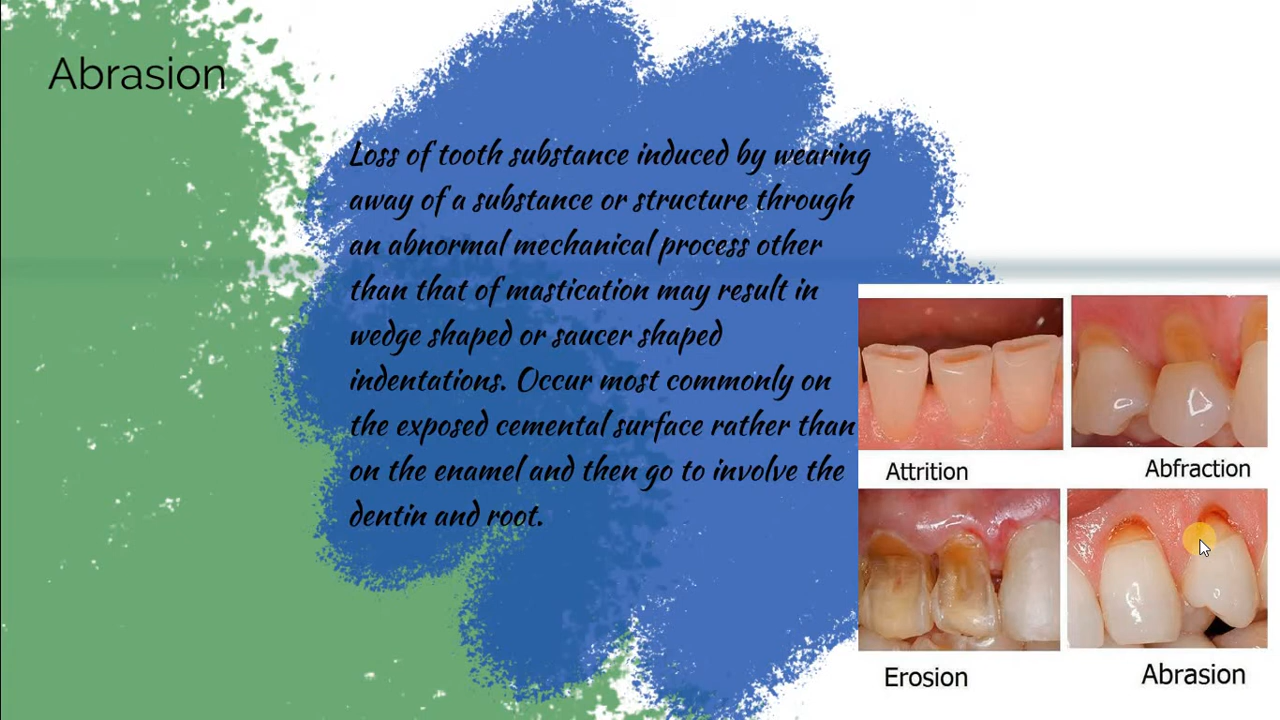 Abrasion
Loss of tooth substance induced by wearing
away of a substance or structure through
an abnormal mechanical process other
than that of mastication may result in
wedge shaped or saucer shaped
indentations. Occur most commonly on
the exposed cemental surface rather than
on the enamel and then go to involve the
dentin and root.
Attrition
Abfraction
Erosion
Abrasion